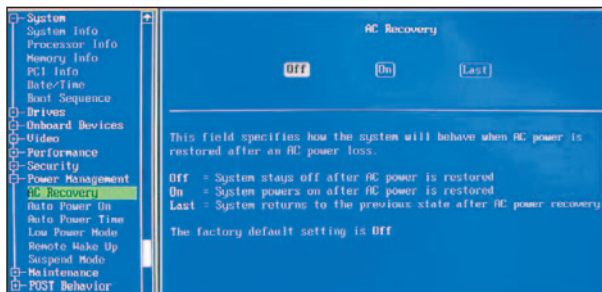 System
System Info
Processor Info
Memory Info
PCI Info
Date/Time
Boot Sequence
Drives
Onboard Devices
Video
Performance
Security
Power Management
AC Recovery
Auto Power On
Auto Power Time
Low Power Mode
Remote Wake Up
Suspend Mode
Maintenance
POST Behavior
AC Recovery
Off On Last
This field specifies how the system will behave when AC power is
restored after an AC power loss.
Off = System stays off after AC power is restored
On = System powers on after AC power is restored
Last = System returns to the previous state after AC power recovery
The factory default setting is Off